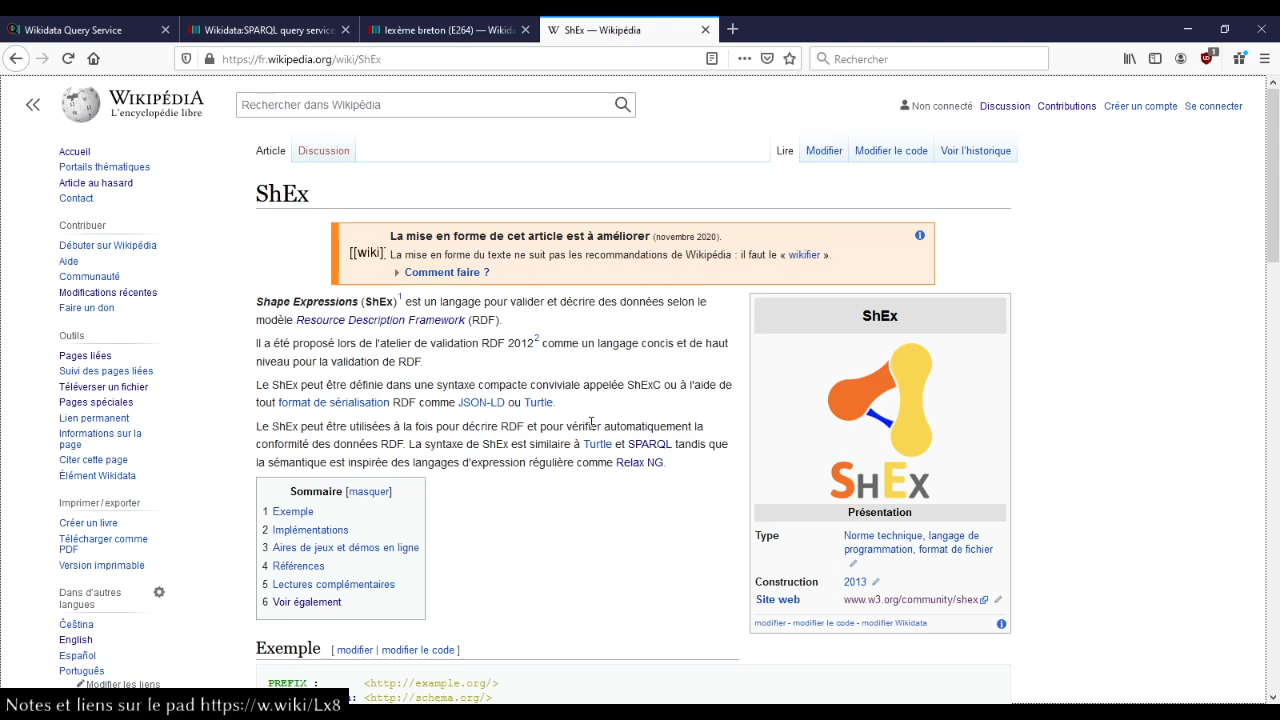 Wikidata Query Service
Wikidata:SPARQL query service
lexème breton (E264) — Wikid
ShEx — Wikipédia
https://fr.wikipedia.org/wiki/ShEx
Rechercher
1
WIKIPÉDIA
L'encyclopédie libre
Rechercher dans Wikipédia
Non connecté Discussion Contributions Créer un compte Se connecter
Article Discussion
Lire Modifier Modifier le code Voir l'historique
Accueil
Portails thématiques
Article au hasard
Contact
Contribuer
Débuter sur Wikipédia
Aide
Communauté
Modifications récentes
Faire un don
Outils
Pages liées
Suivi des pages liées
Téléverser un fichier
Pages spéciales
Lien permanent
Informations sur la
page
Citer cette page
Élément Wikidata
Imprimer / exporter
Créer un livre
Télécharger comme
PDF
Version imprimable
Dans d'autres
langues
Čeština
English
Español
Português
Modifier les liens
ShEx
[[wiki]]
La mise en forme de cet article est à améliorer (novembre 2020).
La mise en forme du texte ne suit pas les recommandations de Wikipédia : il faut le « wikifier ».
Comment faire ?
Shape Expressions (ShEx)1 est un langage pour valider et décrire des données selon le
modèle Resource Description Framework (RDF).
Il a été proposé lors de l'atelier de validation RDF 20122 comme un langage concis et de haut
niveau pour la validation de RDF.
Le ShEx peut être définie dans une syntaxe compacte conviviale appelée ShExC ou à l'aide de
tout format de sérialisation RDF comme JSON-LD ou Turtle.
Le ShEx peut être utilisées à la fois pour décrire RDF et pour vérifier automatiquement la
conformité des données RDF. La syntaxe de ShEx est similaire à Turtle et SPARQL tandis que
la sémantique est inspirée des langages d'expression régulière comme Relax NG.
Sommaire [masquer]
1 Exemple
2 Implémentations
3 Aires de jeux et démos en ligne
4 Références
5 Lectures complémentaires
6 Voir également
ShEx
SHEX
Présentation
Type Norme technique, langage de
programmation, format de fichier
Construction 2013
Site web www.w3.org/community/shex
modifier - modifier le code - modifier Wikidata
Exemple [ modifier | modifier le code ]
PREFIX : <http://example.org/>
<http://schema.org/>
Notes et liens sur le pad https://w.wiki/Lx8